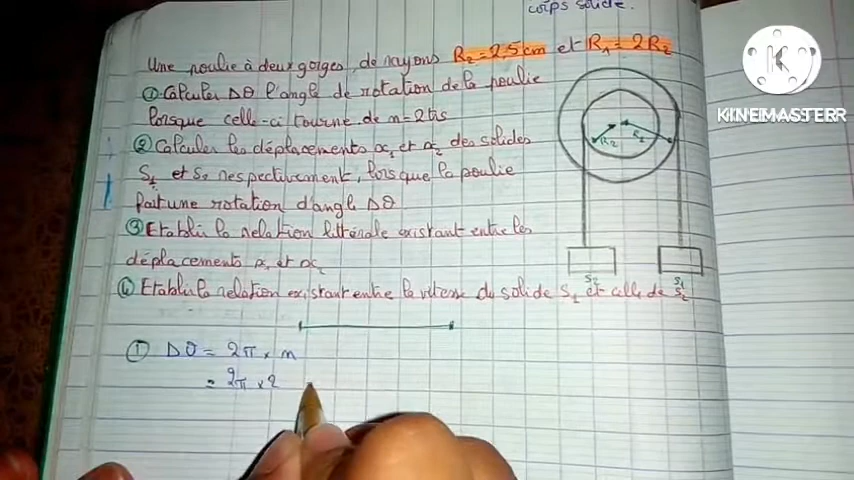 corps solide.
Une poulie à deux gorges, de rayons R₂ = 2,5cm et R₁ = 2R₂
① Calculer Δθ l'angle de rotation de la poulie
lorsque celle-ci tourne de n = 2trs
② Calculer les déplacements x₁ et x₂ des solides
S₁ et S₂ respectivement, lorsque la poulie
fait une rotation d'angle Δθ
③ Etablir la relation littérale existant entre les
déplacements x₁ et x₂
④ Etablir la relation existant entre la vitesse du solide S₁ et celle de S₂
R₂
R₁
S₂
S₁
① Δθ = 2π × n
= 2π × 2
K
KINEMASTER